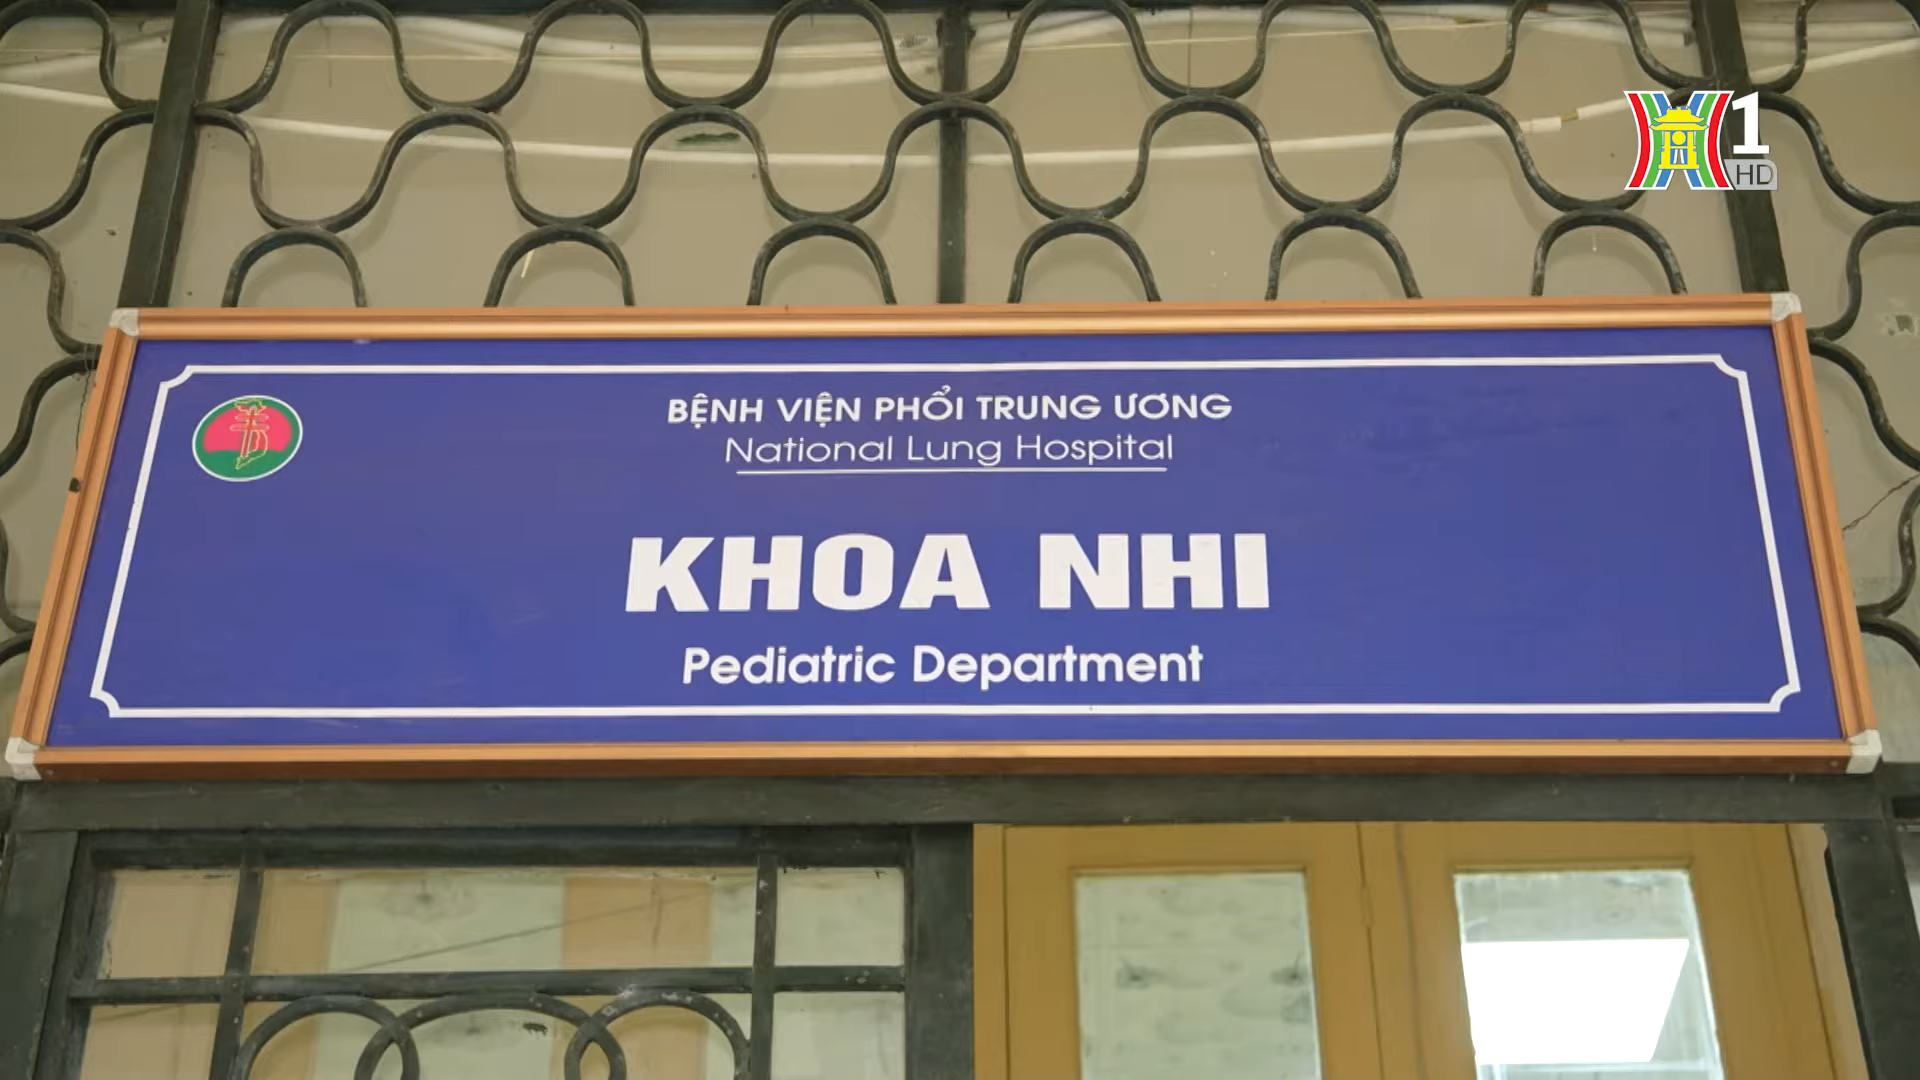 1
HD
BỆNH VIỆN PHỔI TRUNG ƯƠNG
National Lung Hospital
KHOA NHI
Pediatric Department